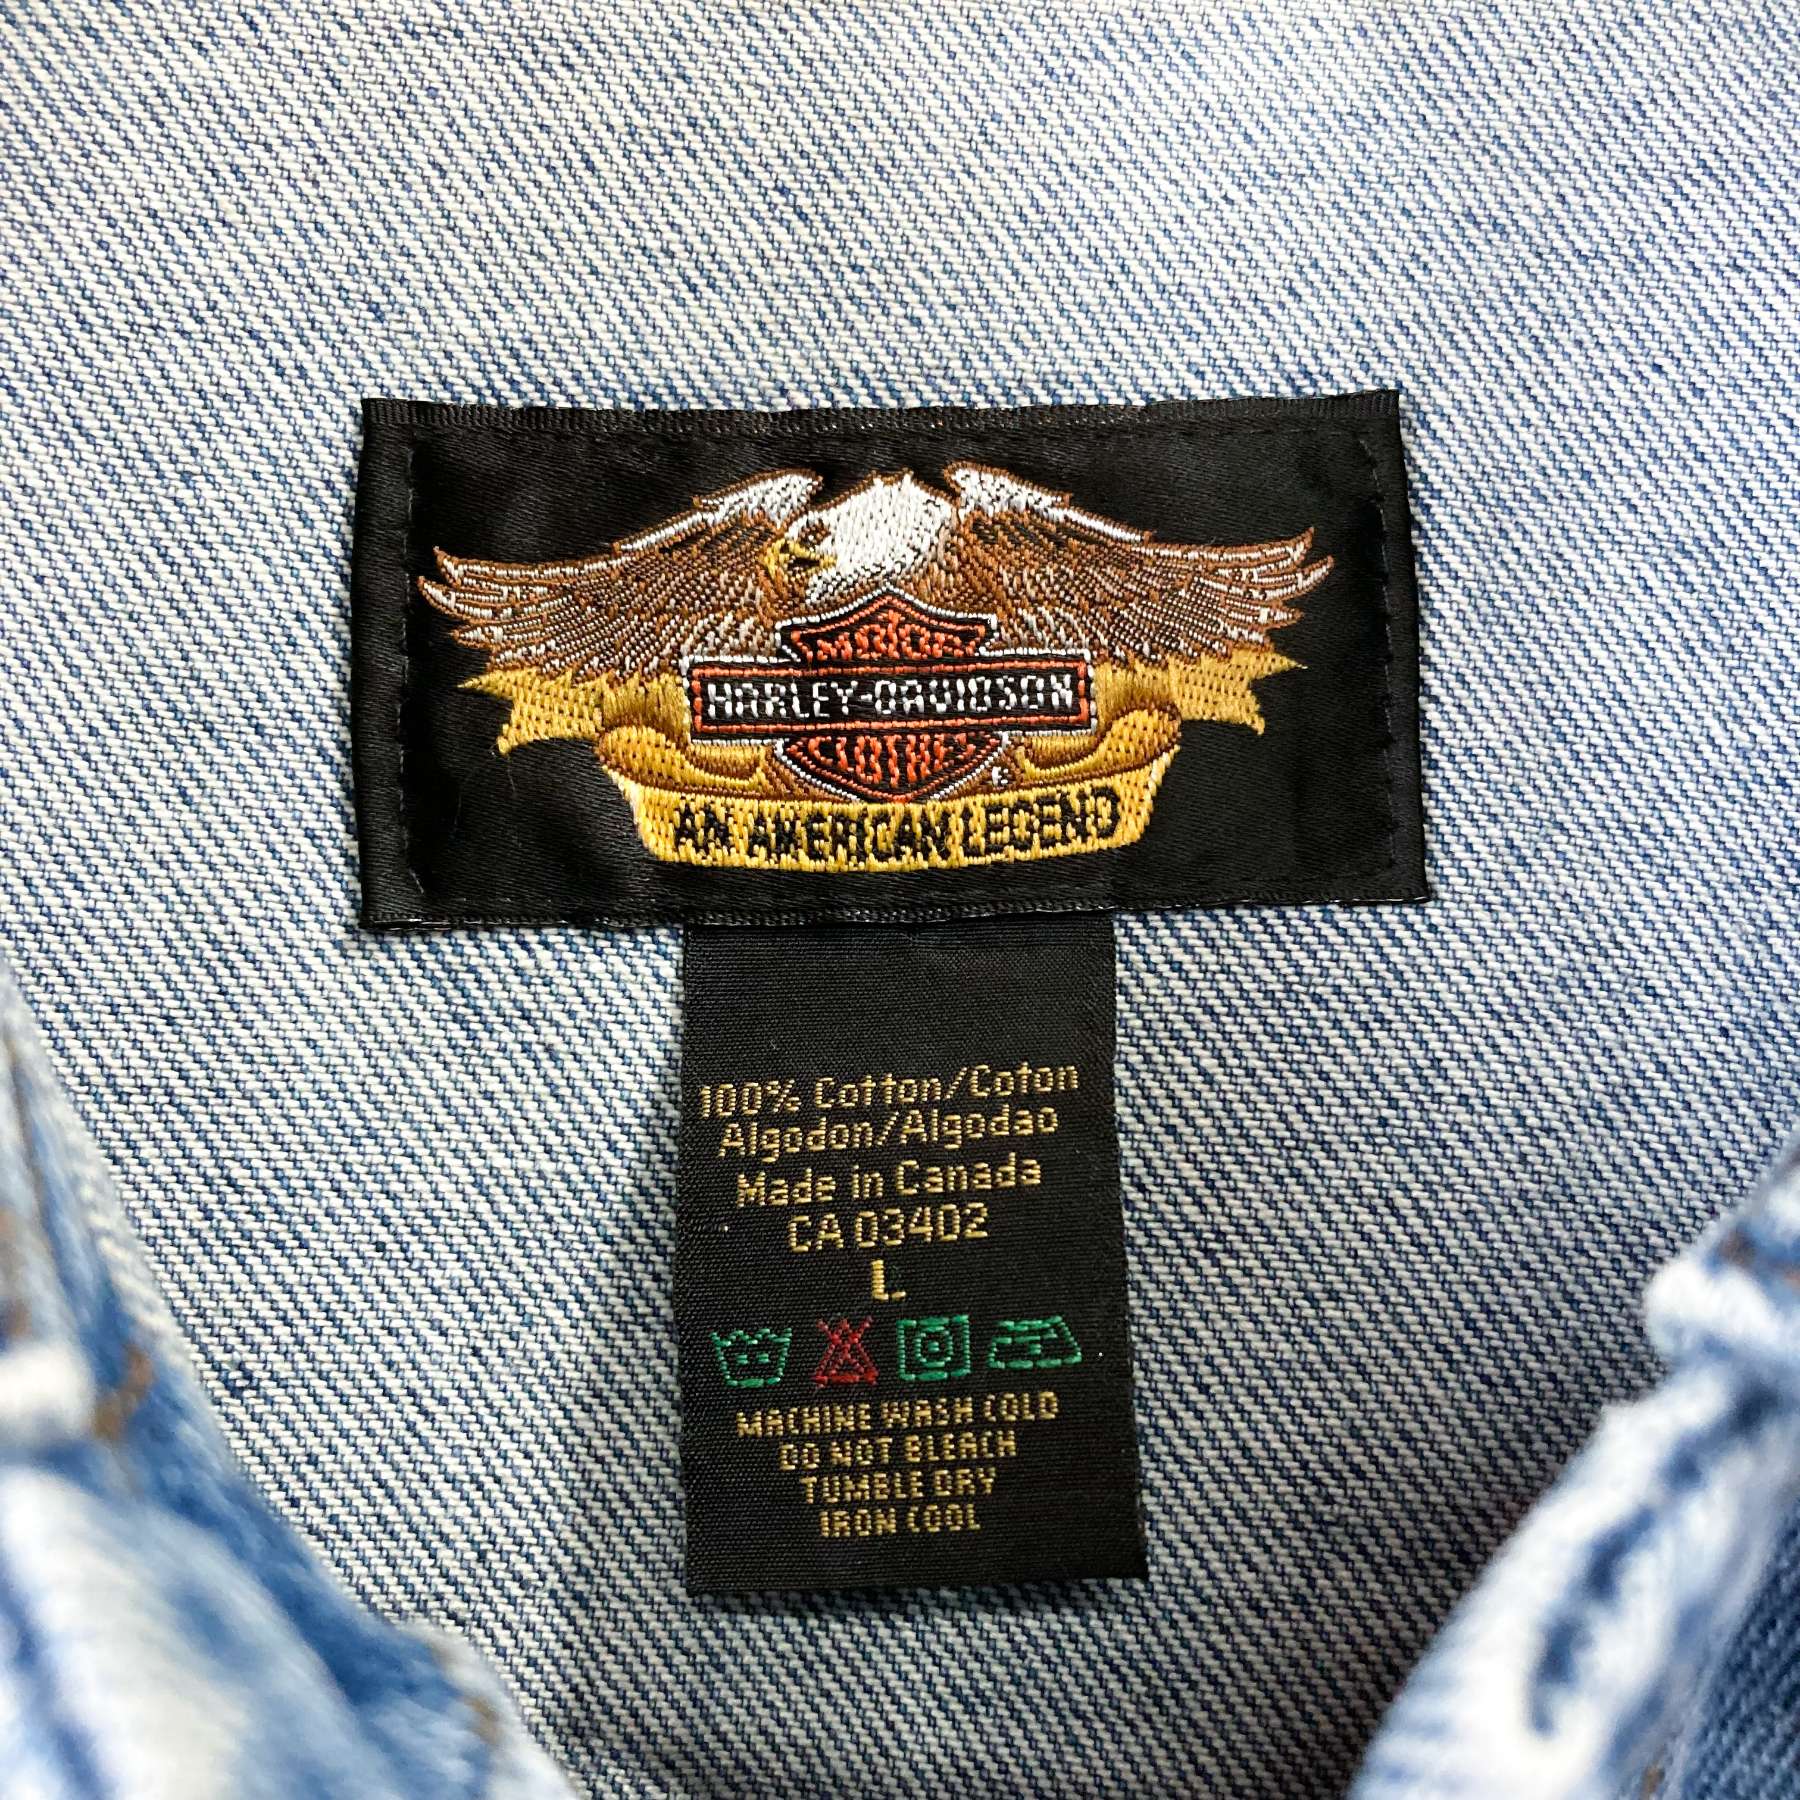 MOTOR
HARLEY-DAVIDSON
CLOTHES
AN AMERICAN LEGEND
100% Cotton/Coton
Algodon/Algodao
Made in Canada
CA 03402
L
MACHINE WASH COLD
DO NOT BLEACH
TUMBLE DRY
IRON COOL